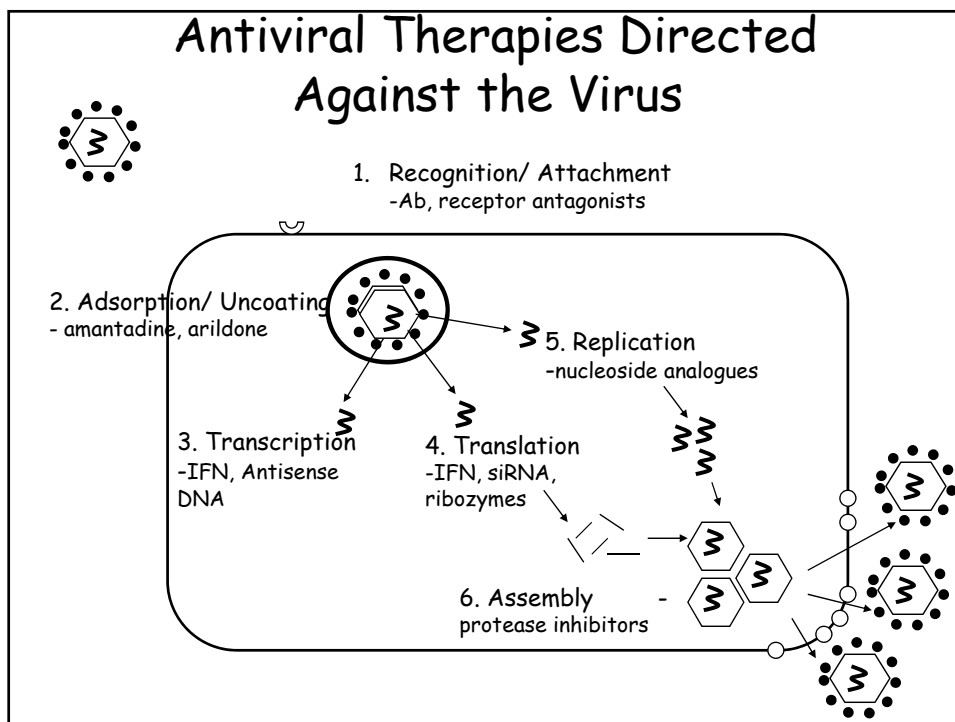 Antiviral Therapies Directed
Against the Virus
1. Recognition/ Attachment
-Ab, receptor antagonists
2. Adsorption/ Uncoating
- amantadine, arildone
5. Replication
-nucleoside analogues
3. Transcription
-IFN, Antisense
DNA
4. Translation
-IFN, siRNA,
ribozymes
6. Assembly -
protease inhibitors